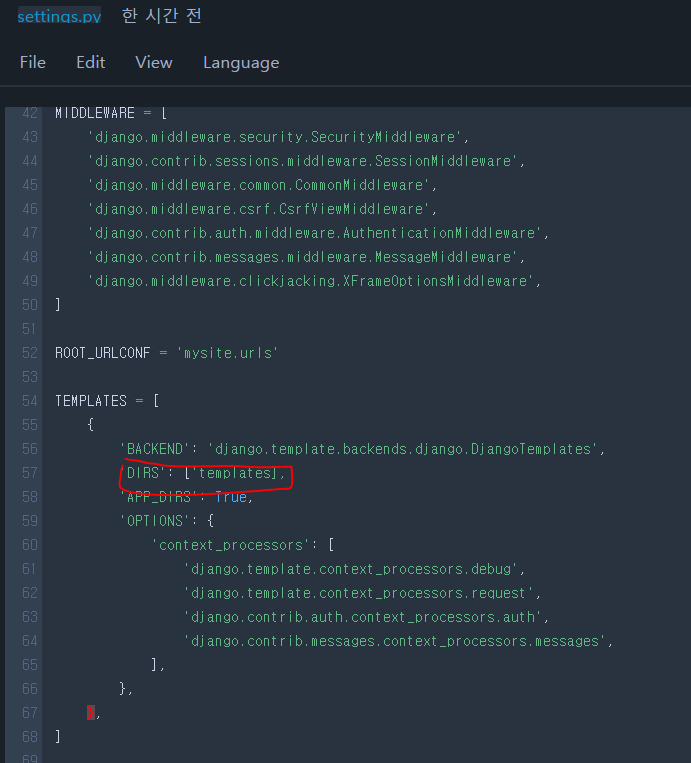 settings.py 한 시간 전
File Edit View Language
42 MIDDLEWARE = [
43 'django.middleware.security.SecurityMiddleware',
44 'django.contrib.sessions.middleware.SessionMiddleware',
45 'django.middleware.common.CommonMiddleware',
46 'django.middleware.csrf.CsrfViewMiddleware',
47 'django.contrib.auth.middleware.AuthenticationMiddleware',
48 'django.contrib.messages.middleware.MessageMiddleware',
49 'django.middleware.clickjacking.XFrameOptionsMiddleware',
50 ]
51
52 ROOT_URLCONF = 'mysite.urls'
53
54 TEMPLATES = [
55 {
56 'BACKEND': 'django.template.backends.django.DjangoTemplates',
57 'DIRS': ['templates],
58 'APP_DIRS': True,
59 'OPTIONS': {
60 'context_processors': [
61 'django.template.context_processors.debug',
62 'django.template.context_processors.request',
63 'django.contrib.auth.context_processors.auth',
64 'django.contrib.messages.context_processors.messages',
65 ],
66 },
67 },
68 ]
69